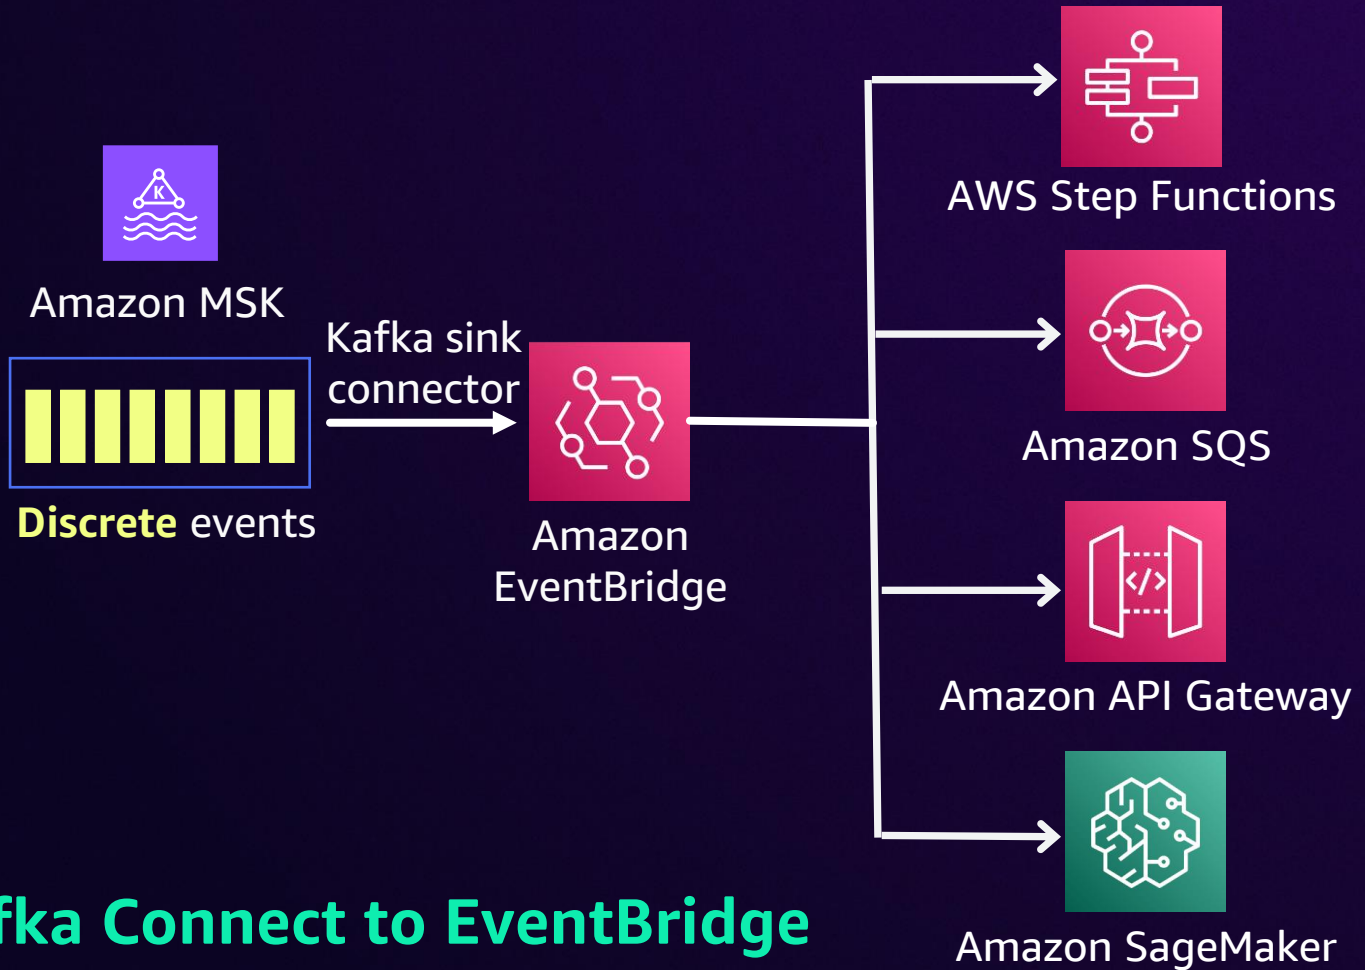 Amazon MSK
K
Kafka sink
connector
Discrete events
Amazon
EventBridge
AWS Step Functions
Amazon SQS
</>
Amazon API Gateway
Amazon SageMaker
fka Connect to EventBridge